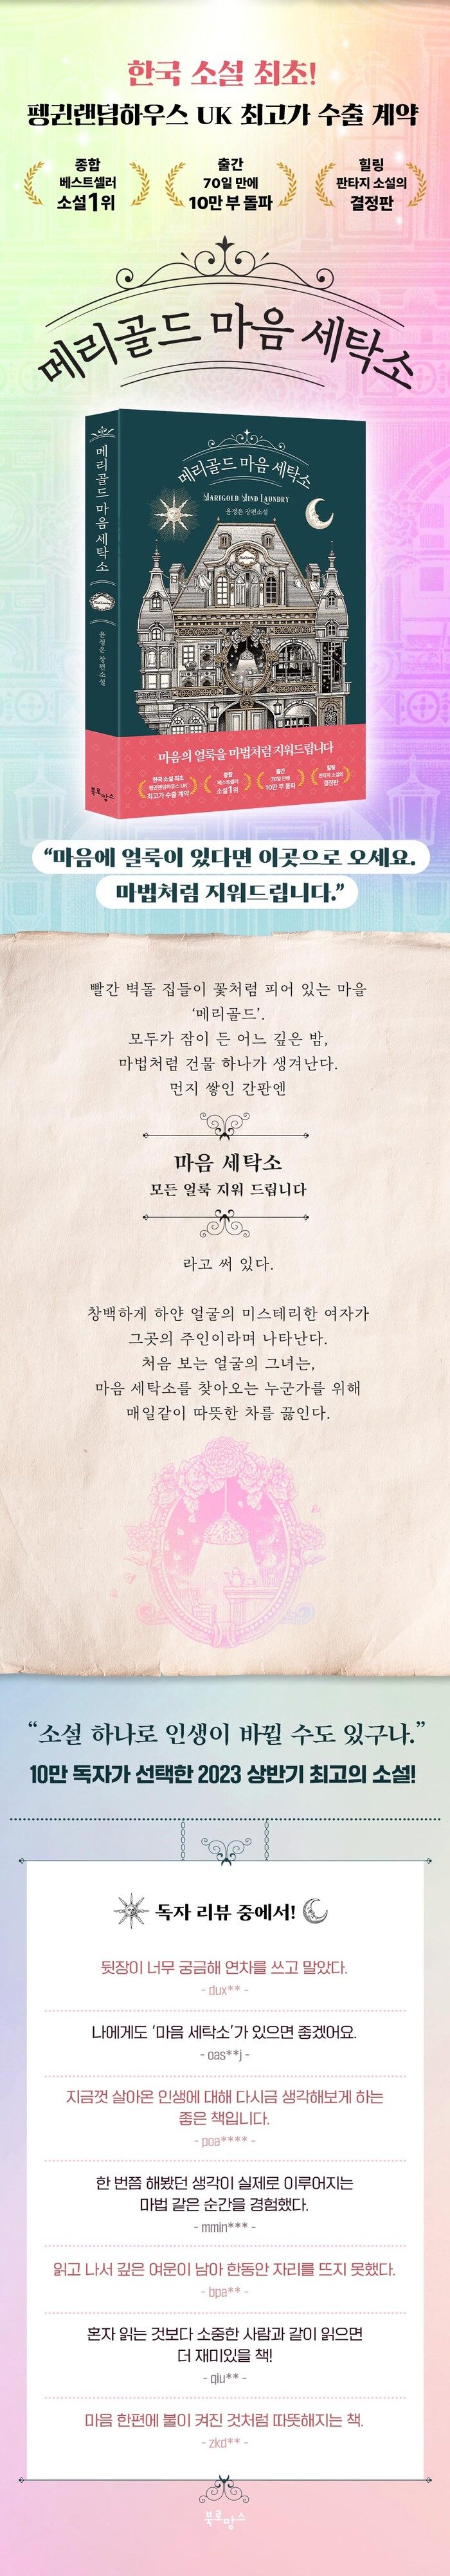 한국 소설 최초!
펭귄랜덤하우스 UK 최고가 수출 계약
종합
베스트셀러
소설1위
출간
70일 만에
10만 부 돌파
힐링
판타지 소설의
결정판
메리골드 마음 세탁소
메리골드 마음 세탁소
윤정은 장편소설
북로망스
메리골드 마음 세탁소
MARIGOLD MIND LAUNDRY
윤정은 장편소설
마음의 얼룩을 마법처럼 지워드립니다
한국 소설 최초
펭귄랜덤하우스 UK
최고가 수출 계약
종합
베스트셀러
소설1위
출간
70일 만에
10만 부 돌파
힐링
판타지 소설의
결정판
“마음에 얼룩이 있다면 이곳으로 오세요.
마법처럼 지워드립니다.”
빨간 벽돌 집들이 꽃처럼 피어 있는 마을
‘메리골드’.
모두가 잠이 든 어느 깊은 밤,
마법처럼 건물 하나가 생겨난다.
먼지 쌓인 간판엔
마음 세탁소
모든 얼룩 지워 드립니다
라고 써 있다.
창백하게 하얀 얼굴의 미스테리한 여자가
그곳의 주인이라며 나타난다.
처음 보는 얼굴의 그녀는,
마음 세탁소를 찾아오는 누군가를 위해
매일같이 따뜻한 차를 끓인다.
“소설 하나로 인생이 바뀔 수도 있구나.”
10만 독자가 선택한 2023 상반기 최고의 소설!
독자 리뷰 중에서!
뒷장이 너무 궁금해 연차를 쓰고 말았다.
- dux** -
나에게도 ‘마음 세탁소’가 있으면 좋겠어요.
- oas**j -
지금껏 살아온 인생에 대해 다시금 생각해보게 하는
좋은 책입니다.
- poa**** -
한 번쯤 해봤던 생각이 실제로 이루어지는
마법 같은 순간을 경험했다.
- mmin*** -
읽고 나서 깊은 여운이 남아 한동안 자리를 뜨지 못했다.
- bpa** -
혼자 읽는 것보다 소중한 사람과 같이 읽으면
더 재미있을 책!
- qiu** -
마음 한편에 불이 켜진 것처럼 따뜻해지는 책.
- zkd** -
북로망스